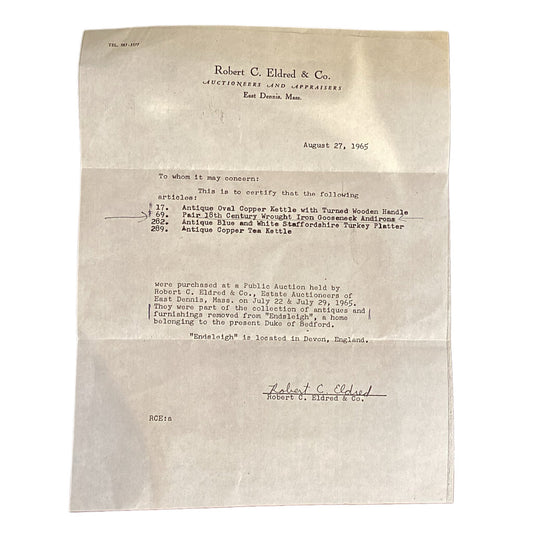 TEL. 385-3377
Robert C. Eldred & Co.
AUCTIONEERS AND APPRAISERS
East Dennis, Mass.
August 27, 1965
To whom it may concern:
This is to certify that the following
articles:
# 17. Antique Oval Copper Kettle with Turned Wooden Handle
# 69. Pair 18th Century Wrought Iron Gooseneck Andirons
282. Antique Blue and White Staffordshire Turkey Platter
289. Antique Copper Tea Kettle
were purchased at a Public Auction held by
Robert C. Eldred & Co., Estate Auctioneers of
East Dennis, Mass. on July 22 & July 29, 1965.
They were part of the collection of antiques and
furnishings removed from "Endsleigh", a home
belonging to the present Duke of Bedford.
"Endsleigh" is located in Devon, England.
Robert C. Eldred
Robert C. Eldred & Co.
RCE:a